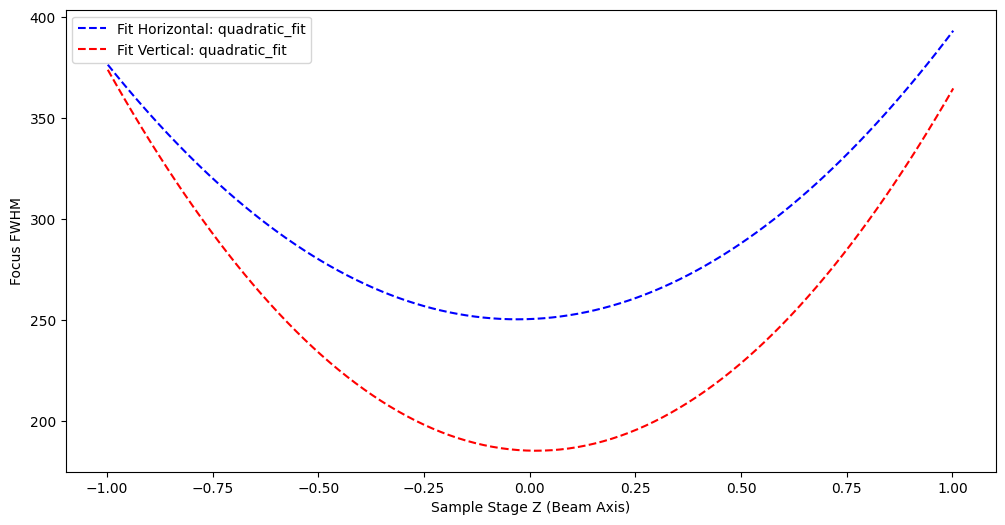 Fit Horizontal: quadratic_fit
Fit Vertical: quadratic_fit
400
350
300
250
200
Focus FWHM
−1.00 −0.75 −0.50 −0.25 0.00 0.25 0.50 0.75 1.00
Sample Stage Z (Beam Axis)